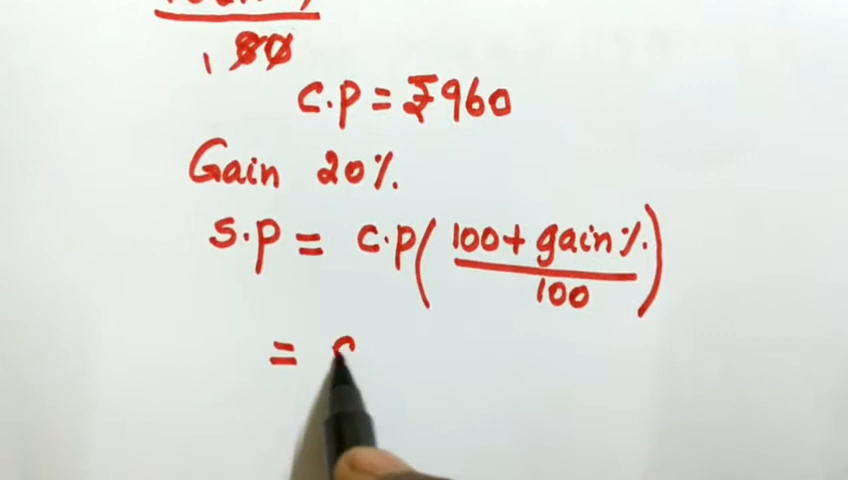 1 80
C.P = ₹960
Gain 20%.
S.P = C.P ( 100 + gain% / 100 )
=